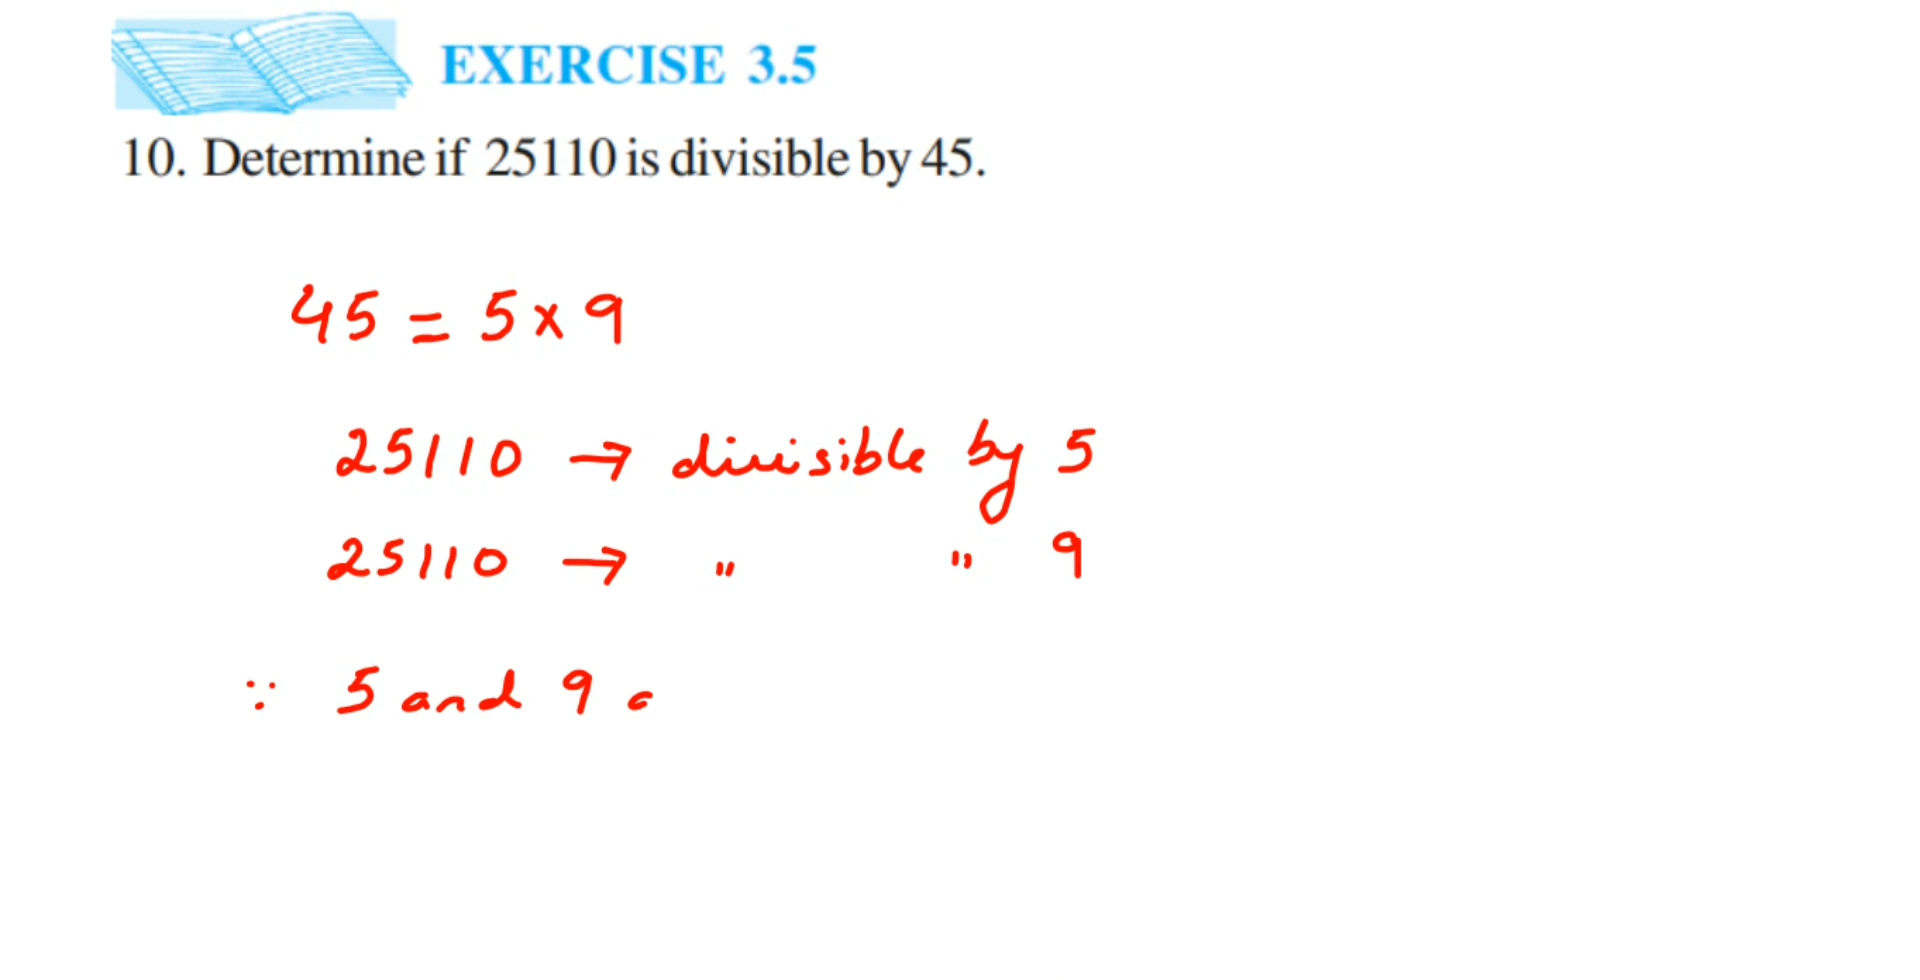 EXERCISE 3.5
10. Determine if 25110 is divisible by 45.
45 = 5 × 9
25110 → divisible by 5
25110 → " " 9
∵ 5 and 9